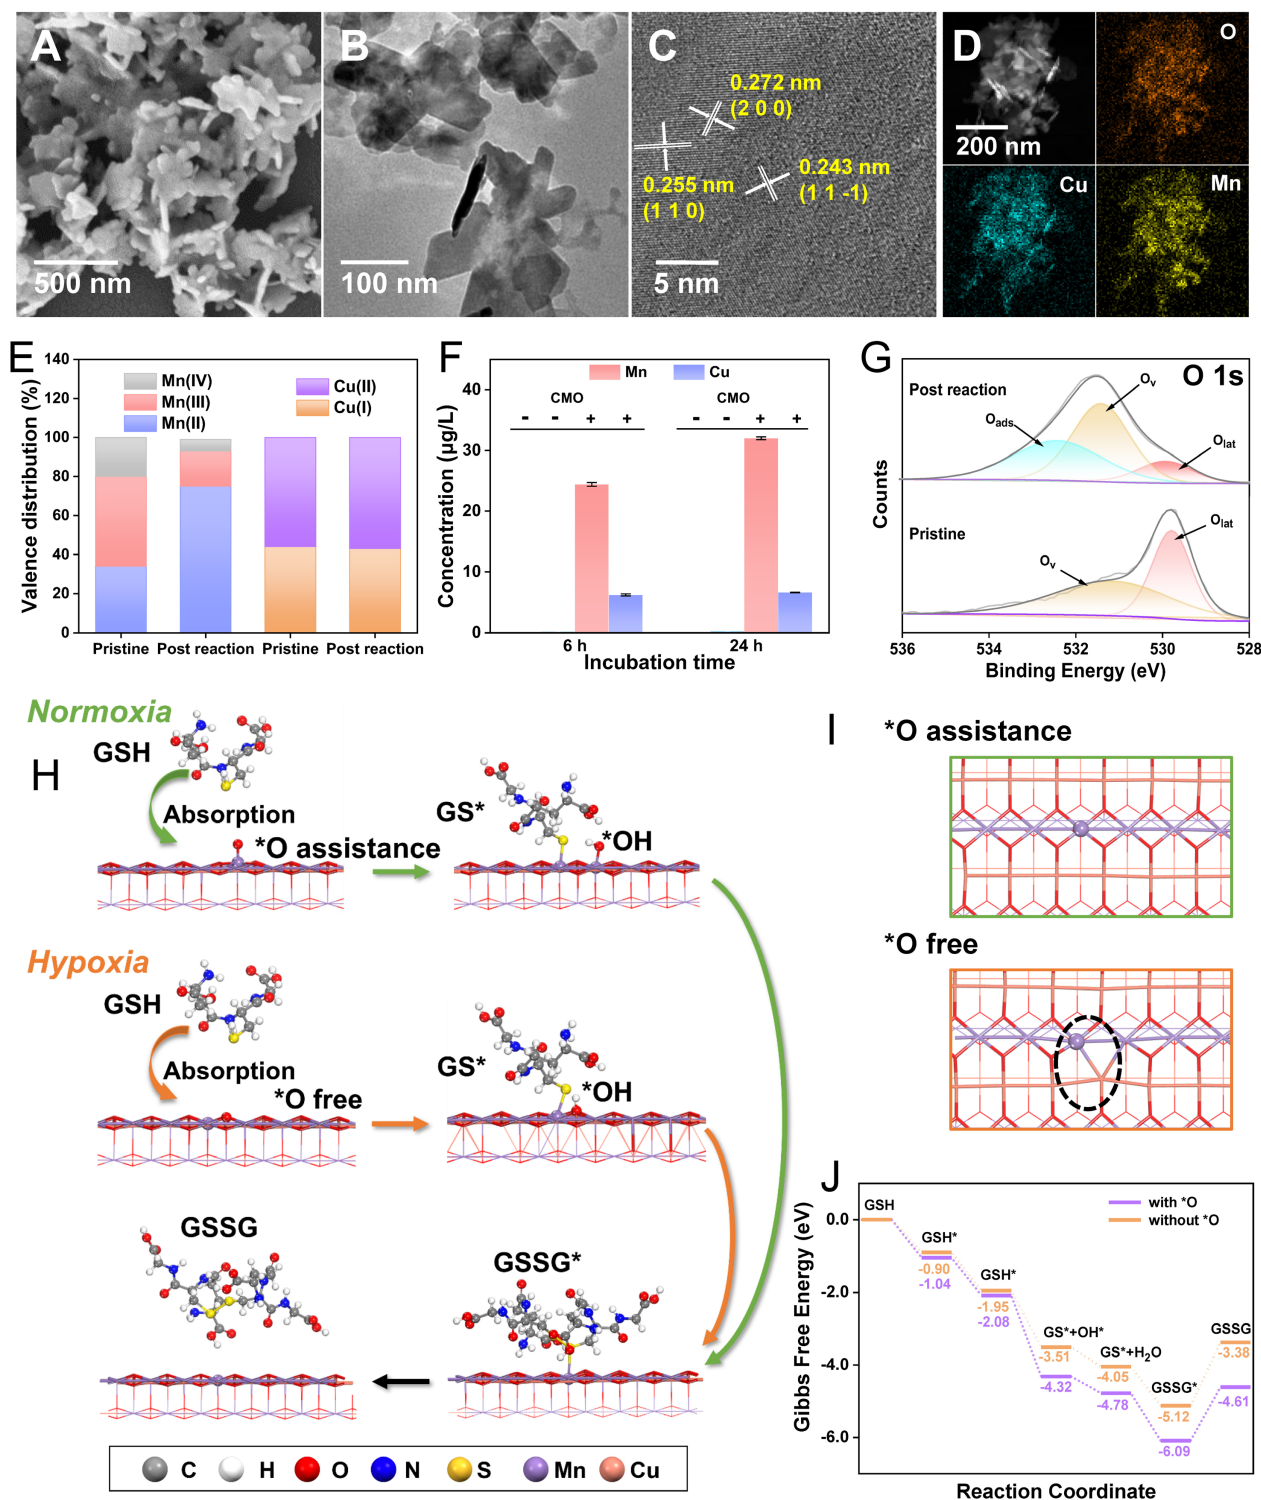 A
500 nm
B
100 nm
C
0.272 nm
(2 0 0)
0.255 nm
(1 1 0)
0.243 nm
(1 1 -1)
5 nm
D
200 nm
O
Cu
Mn
E
Valence distribution (%)
140
120
100
80
60
40
20
0
Mn(IV)
Mn(III)
Mn(II)
Cu(II)
Cu(I)
Pristine Post reaction Pristine Post reaction
F
Concentration (µg/L)
40
30
20
10
0
Mn Cu
CMO CMO
- - + + - - + +
6 h 24 h
Incubation time
G
O 1s
Counts
Post reaction
Oads
Ov
Olat
Pristine
Ov
Olat
536 534 532 530 528
Binding Energy (eV)
H
Normoxia
GSH
Absorption
*O assistance
GS*
*OH
Hypoxia
GSH
Absorption
*O free
GS*
*OH
GSSG
GSSG*
C H O N S Mn Cu
I
*O assistance
*O free
J
Gibbs Free Energy (eV)
0.0
-2.0
-4.0
-6.0
with *O
without *O
GSH
GSH*
-0.90
-1.04
GSH*
-1.95
-2.08
GS*+OH*
-3.51
-4.32
GS*+H2O
-4.05
-4.78
GSSG*
-5.12
-6.09
GSSG
-3.38
-4.61
Reaction Coordinate